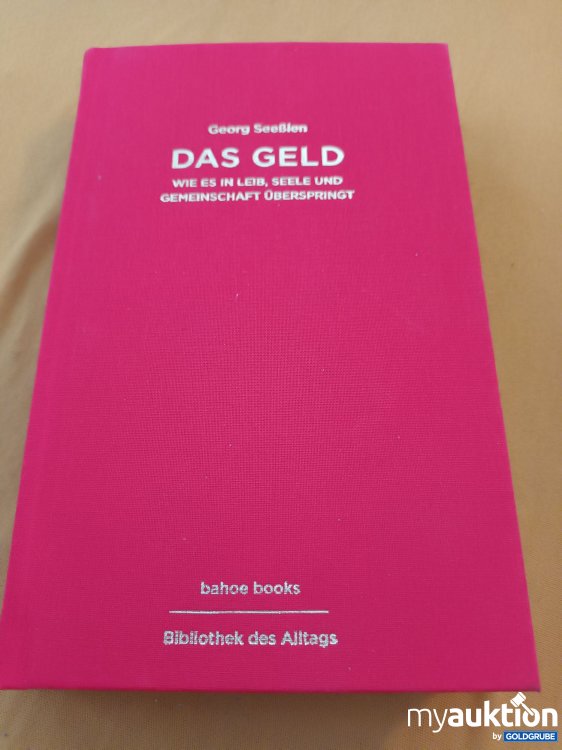 Georg Seeßlen
DAS GELD
WIE ES IN LEIB, SEELE UND
GEMEINSCHAFT ÜBERSPRINGT
bahoe books
Bibliothek des Alltags
myauktion
by GOLDGRUBE